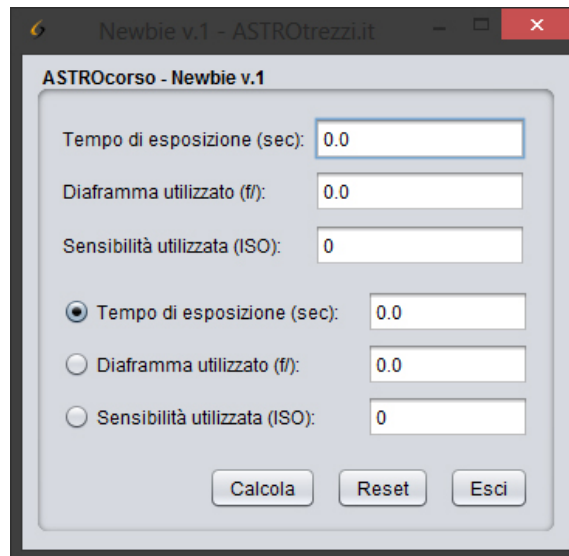 Newbie v.1 - ASTROtrezzi.it
ASTROcorso - Newbie v.1
Tempo di esposizione (sec): 0.0
Diaframma utilizzato (f/): 0.0
Sensibilità utilizzata (ISO): 0
Tempo di esposizione (sec): 0.0
Diaframma utilizzato (f/): 0.0
Sensibilità utilizzata (ISO): 0
Calcola Reset Esci